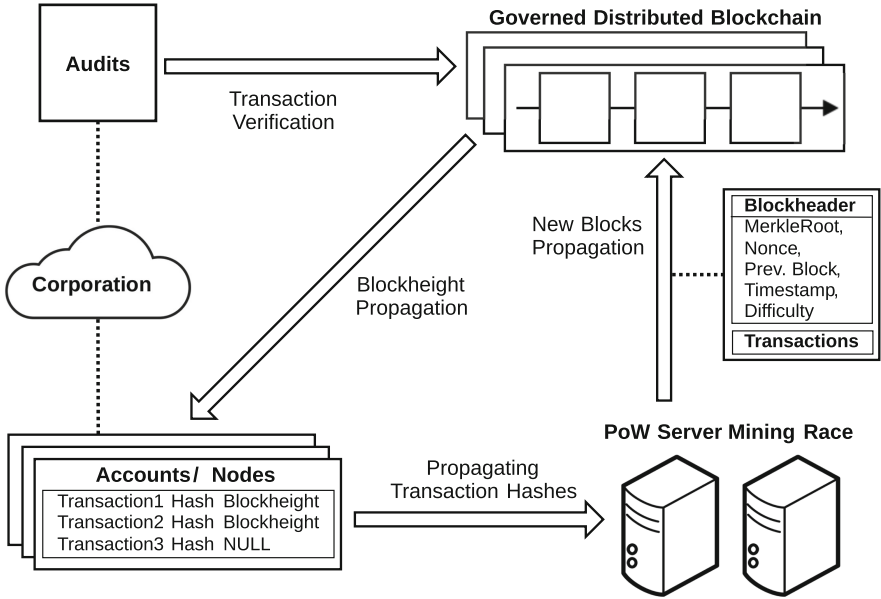 Governed Distributed Blockchain
Audits
Transaction
Verification
New Blocks
Propagation
Blockheader
MerkleRoot,
Nonce,
Prev. Block,
Timestamp,
Difficulty
Transactions
Corporation
Blockheight
Propagation
PoW Server Mining Race
Accounts/ Nodes
Transaction1 Hash Blockheight
Transaction2 Hash Blockheight
Transaction3 Hash NULL
Propagating
Transaction Hashes